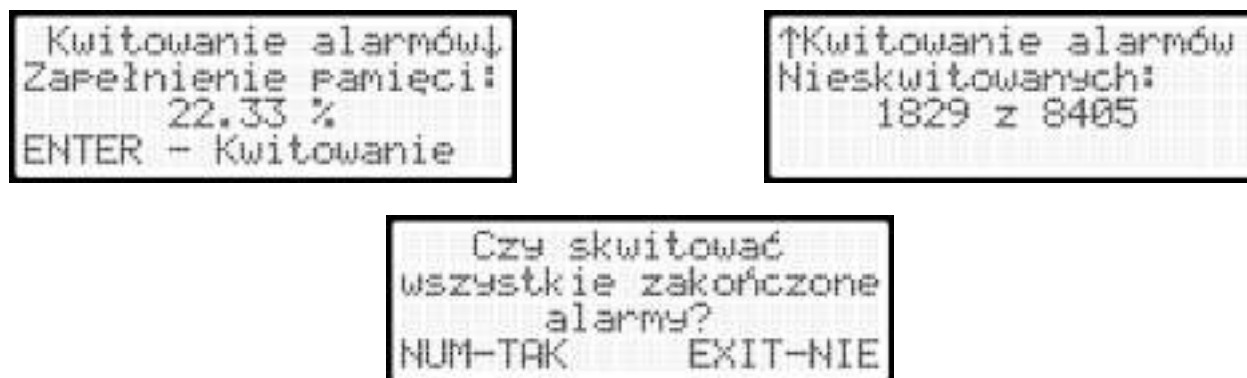 Kwitowanie alarmów↓
Zapełnienie pamięci:
22.33 %
ENTER - Kwitowanie
↑Kwitowanie alarmów
Nieskwitowanych:
1829 z 8405
Czy skwitować
wszystkie zakończone
alarmy?
NUM-TAK EXIT-NIE